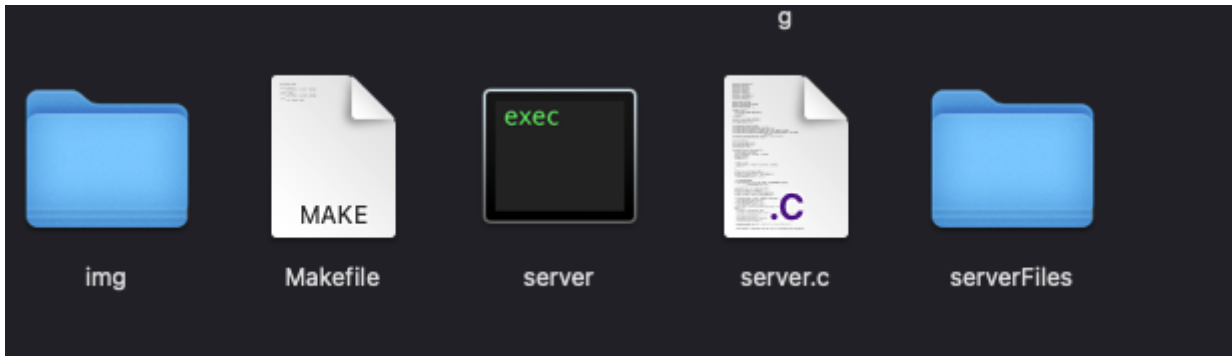 g
MAKE
exec
.C
img
Makefile
server
server.c
serverFiles